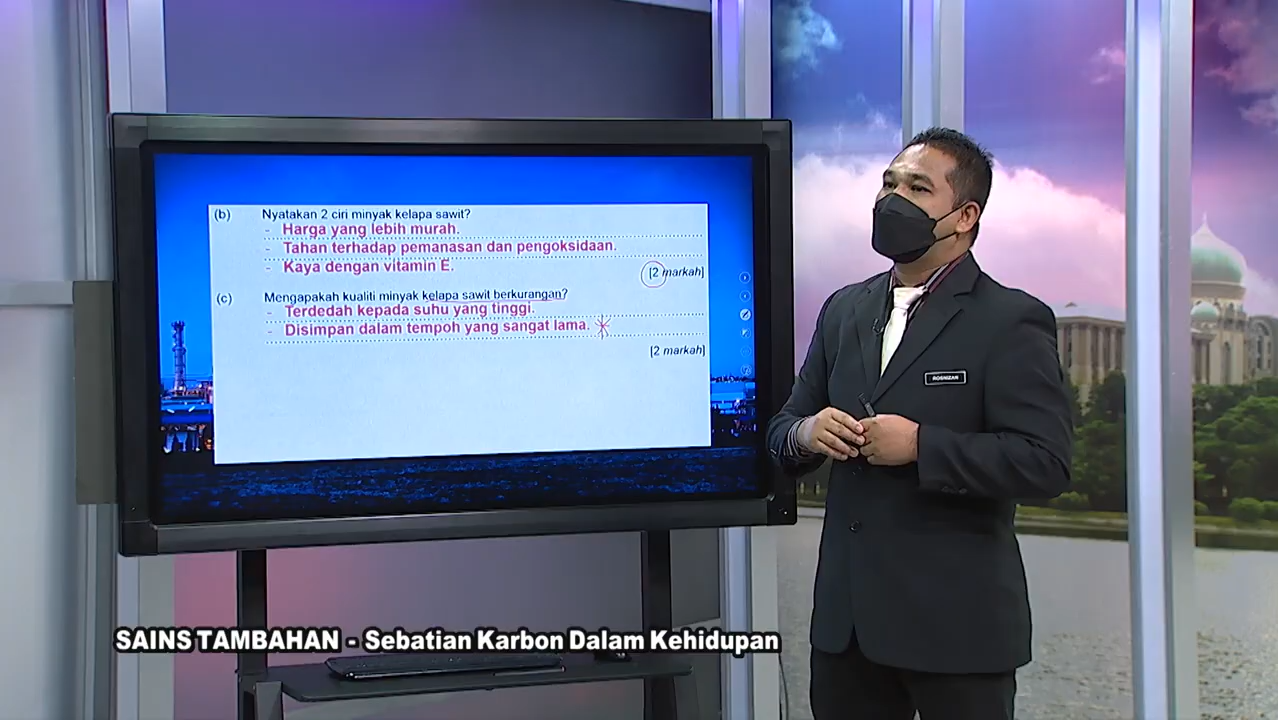 (b) Nyatakan 2 ciri minyak kelapa sawit?
- Harga yang lebih murah.
- Tahan terhadap pemanasan dan pengoksidaan.
- Kaya dengan vitamin E.
[2 markah]
(c) Mengapakah kualiti minyak kelapa sawit berkurangan?
- Terdedah kepada suhu yang tinggi.
- Disimpan dalam tempoh yang sangat lama.
[2 markah]
ROSNIZAN
SAINS TAMBAHAN - Sebatian Karbon Dalam Kehidupan